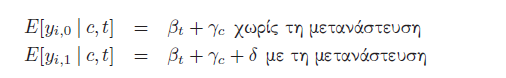 E[y_{i,0} | c, t] = β_t + γ_c χωρίς τη μετανάστευση
E[y_{i,1} | c, t] = β_t + γ_c + δ με τη μετανάστευση